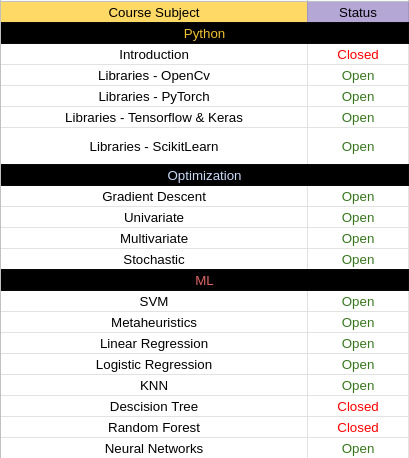 Course Subject Status
Python
Introduction Closed
Libraries - OpenCv Open
Libraries - PyTorch Open
Libraries - Tensorflow & Keras Open
Libraries - ScikitLearn Open
Optimization
Gradient Descent Open
Univariate Open
Multivariate Open
Stochastic Open
ML
SVM Open
Metaheuristics Open
Linear Regression Open
Logistic Regression Open
KNN Open
Descision Tree Closed
Random Forest Closed
Neural Networks Open